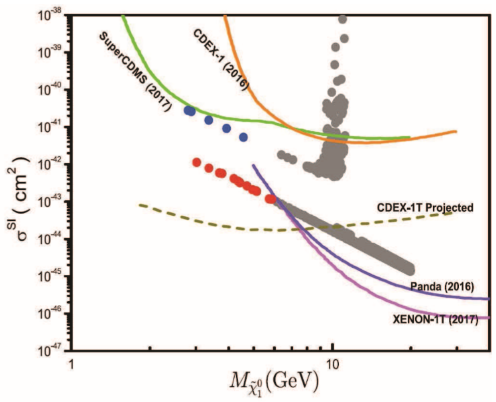 10^-38
10^-39
10^-40
10^-41
10^-42
10^-43
10^-44
10^-45
10^-46
10^-47
σ^SI ( cm^2 )
SuperCDMS (2017)
CDEX-1 (2016)
CDEX-1T Projected
Panda (2016)
XENON-1T (2017)
1
10
M_χ̃₁⁰(GeV)